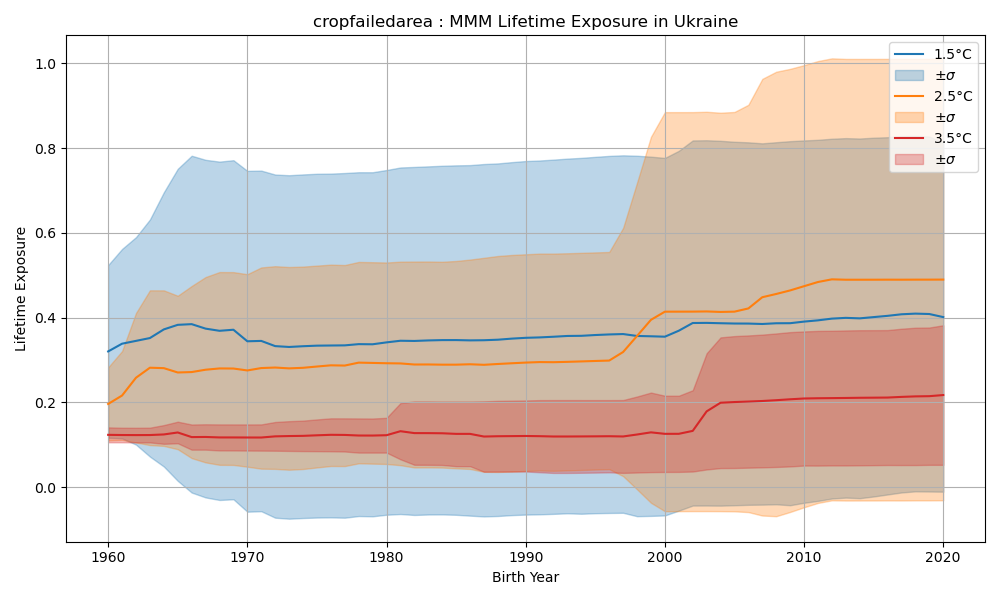 cropfailedarea : MMM Lifetime Exposure in Ukraine
Lifetime Exposure
1.0
0.8
0.6
0.4
0.2
0.0
1.5°C
±σ
2.5°C
±σ
3.5°C
±σ
1960 1970 1980 1990 2000 2010 2020
Birth Year